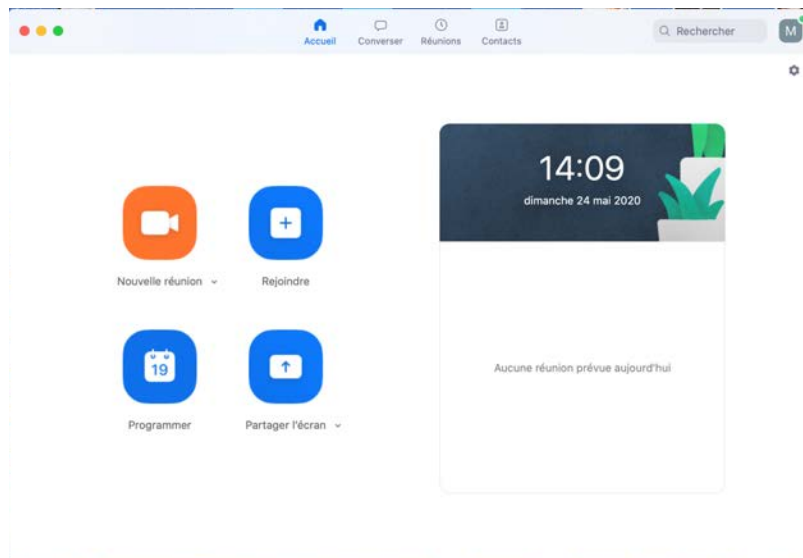 Accueil
Converser
Réunions
Contacts
Rechercher
M
14:09
dimanche 24 mai 2020
Nouvelle réunion
Rejoindre
19
Programmer
Partager l'écran
Aucune réunion prévue aujourd'hui